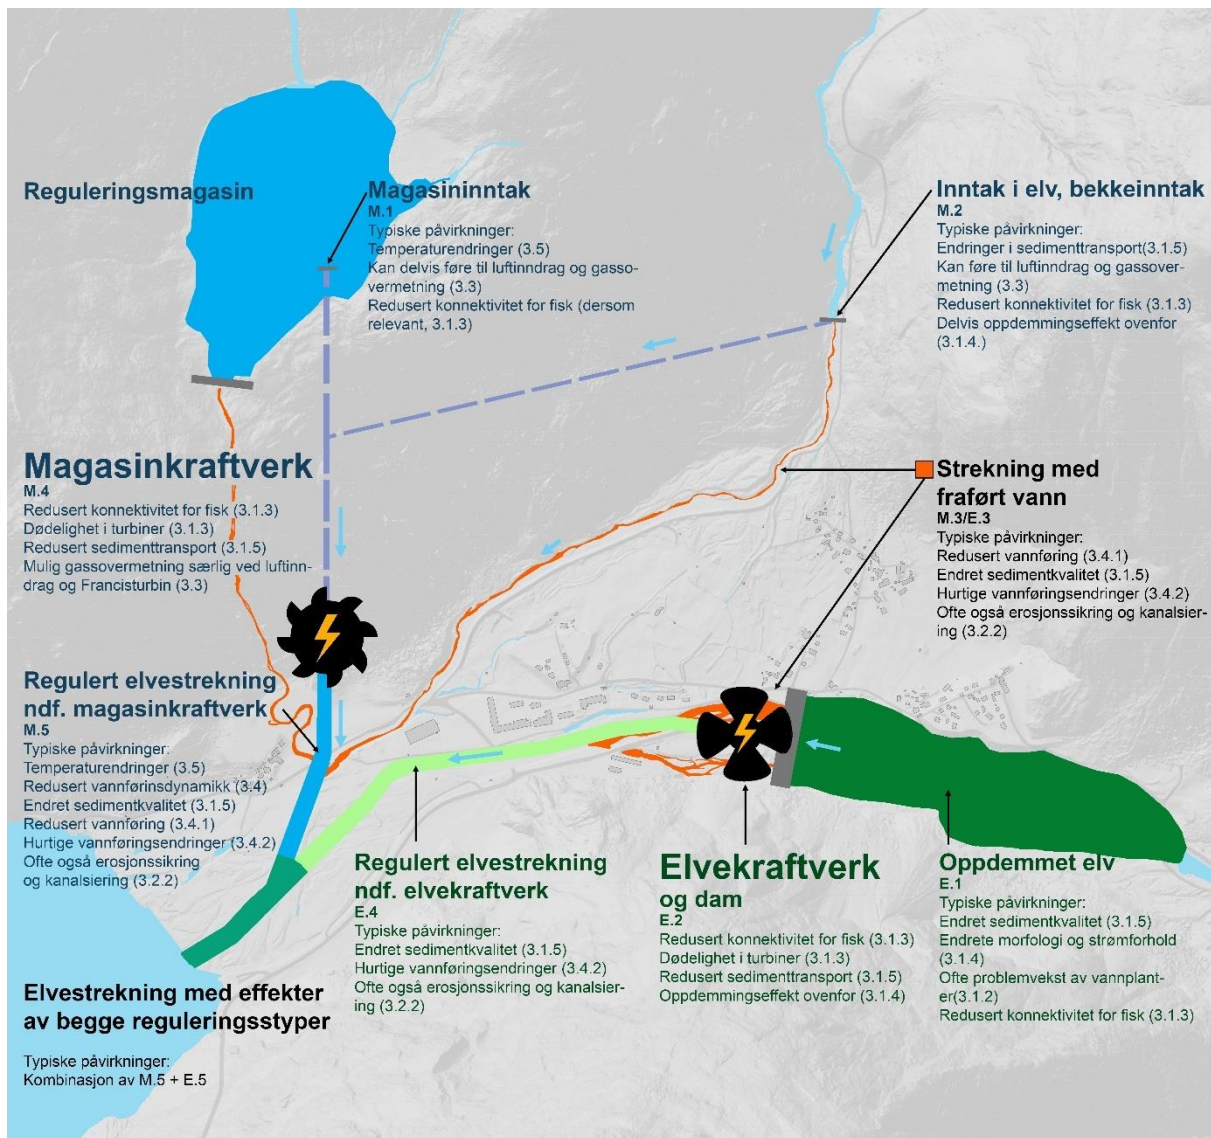 Reguleringsmagasin
Magasininntak
M.1
Typiske påvirkninger:
Temperaturendringer (3.5)
Kan delvis føre til luftinndrag og gasso-
vermetning (3.3)
Redusert konnektivitet for fisk (dersom
relevant, 3.1.3)
Inntak i elv, bekkeinntak
M.2
Typiske påvirkninger:
Endringer i sedimenttransport(3.1.5)
Kan føre til luftinndrag og gassover-
metning (3.3)
Redusert konnektivitet for fisk (3.1.3)
Delvis oppdemmingseffekt ovenfor
(3.1.4.)
Magasinkraftverk
M.4
Redusert konnektivitet for fisk (3.1.3)
Dødelighet i turbiner (3.1.3)
Redusert sedimenttransport (3.1.5)
Mulig gassovermetning særlig ved luftinn-
drag og Francisturbin (3.3)
Strekning med
fraført vann
M.3/E.3
Typiske påvirkninger:
Redusert vannføring (3.4.1)
Endret sedimentkvalitet (3.1.5)
Hurtige vannføringsendringer (3.4.2)
Ofte også erosjonssikring og kanalsier-
ing (3.2.2)
Regulert elvestrekning
ndf. magasinkraftverk
M.5
Typiske påvirkninger:
Temperaturendringer (3.5)
Redusert vannførinsdynamikk (3.4)
Endret sedimentkvalitet (3.1.5)
Redusert vannføring (3.4.1)
Hurtige vannføringsendringer (3.4.2)
Ofte også erosjonssikring
og kanalsiering (3.2.2)
Regulert elvestrekning
ndf. elvekraftverk
E.4
Typiske påvirkninger:
Endret sedimentkvalitet (3.1.5)
Hurtige vannføringsendringer (3.4.2)
Ofte også erosjonssikring og kanalsier-
ing (3.2.2)
Elvekraftverk
og dam
E.2
Redusert konnektivitet for fisk (3.1.3)
Dødelighet i turbiner (3.1.3)
Redusert sedimenttransport (3.1.5)
Oppdemmingseffekt ovenfor (3.1.4)
Oppdemmet elv
E.1
Typiske påvirkninger:
Endret sedimentkvalitet (3.1.5)
Endrete morfologi og strømforhold
(3.1.4)
Ofte problemvekst av vannplant-
er(3.1.2)
Redusert konnektivitet for fisk (3.1.3)
Elvestrekning med effekter
av begge reguleringsstyper
Typiske påvirkninger:
Kombinasjon av M.5 + E.5